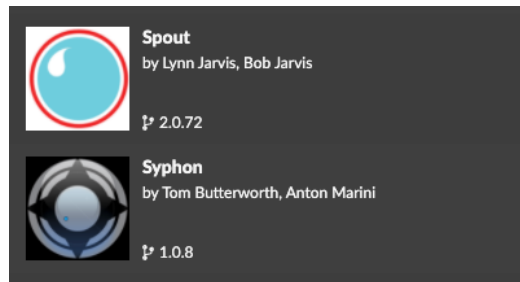 Spout
by Lynn Jarvis, Bob Jarvis
2.0.72
Syphon
by Tom Butterworth, Anton Marini
1.0.8